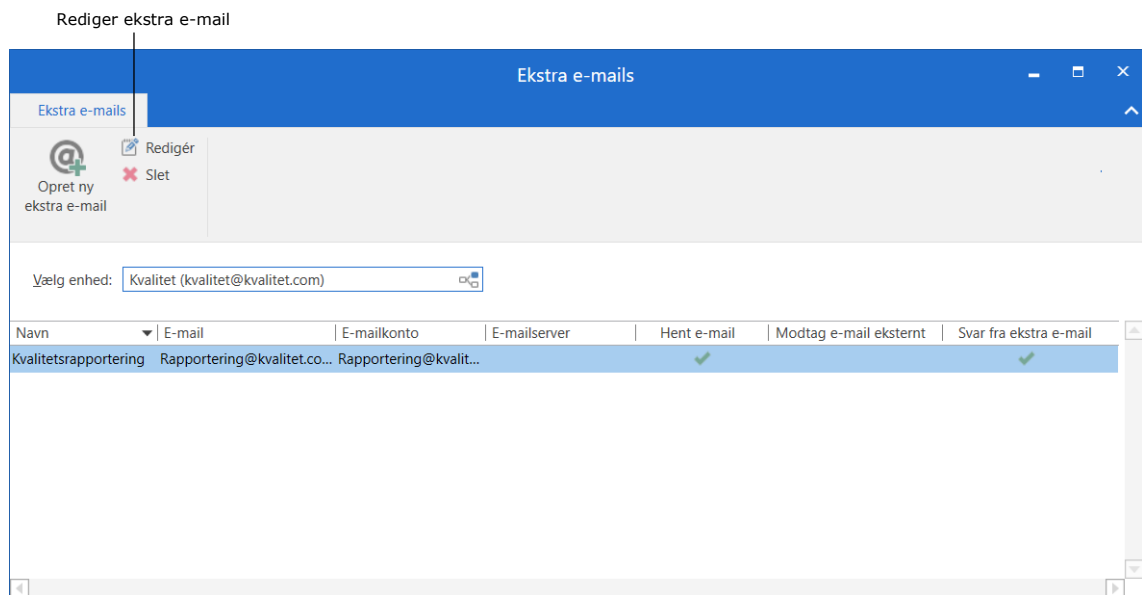 Rediger ekstra e-mail
Ekstra e-mails
Ekstra e-mails
Redigér
Slet
Opret ny
ekstra e-mail
Vælg enhed: Kvalitet (kvalitet@kvalitet.com)
Navn E-mail E-mailkonto E-mailserver Hent e-mail Modtag e-mail eksternt Svar fra ekstra e-mail
Kvalitetsrapportering Rapportering@kvalitet.co... Rapportering@kvalit...